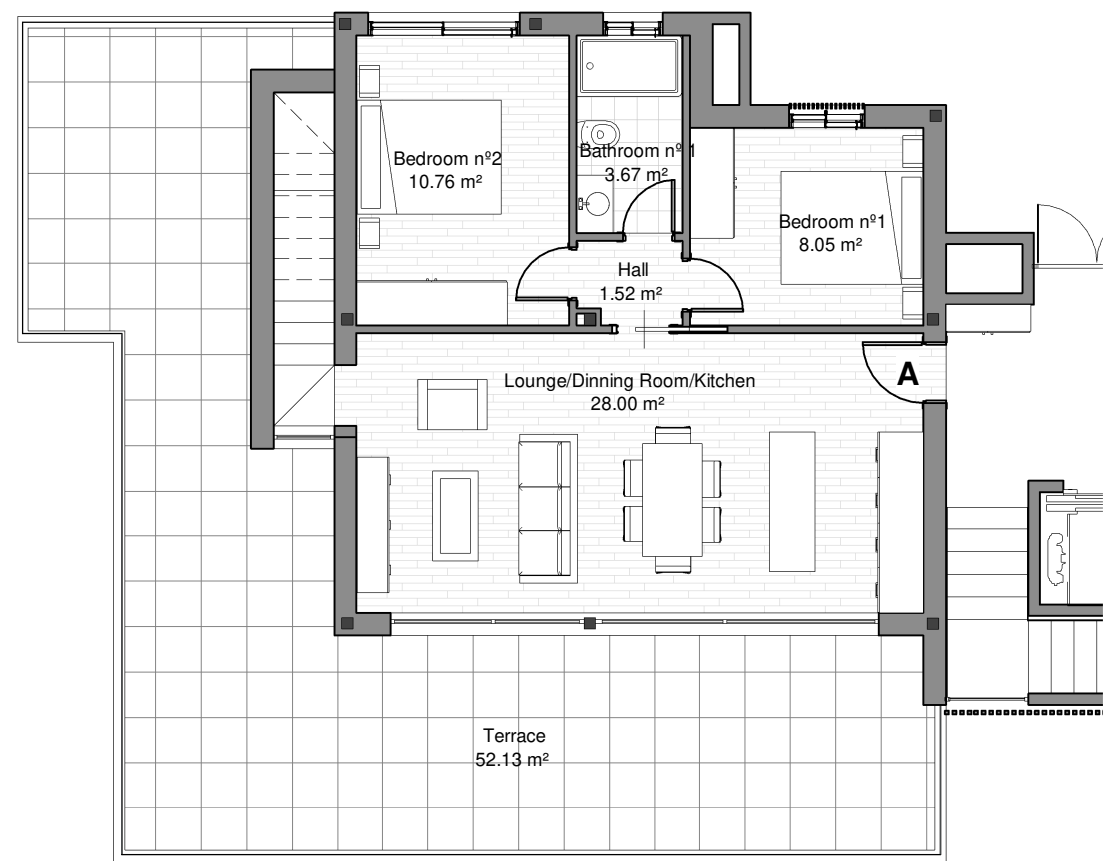 Bedroom nº2
10.76 m²
Bathroom nº1
3.67 m²
Bedroom nº1
8.05 m²
Hall
1.52 m²
Lounge/Dinning Room/Kitchen
28.00 m²
A
Terrace
52.13 m²